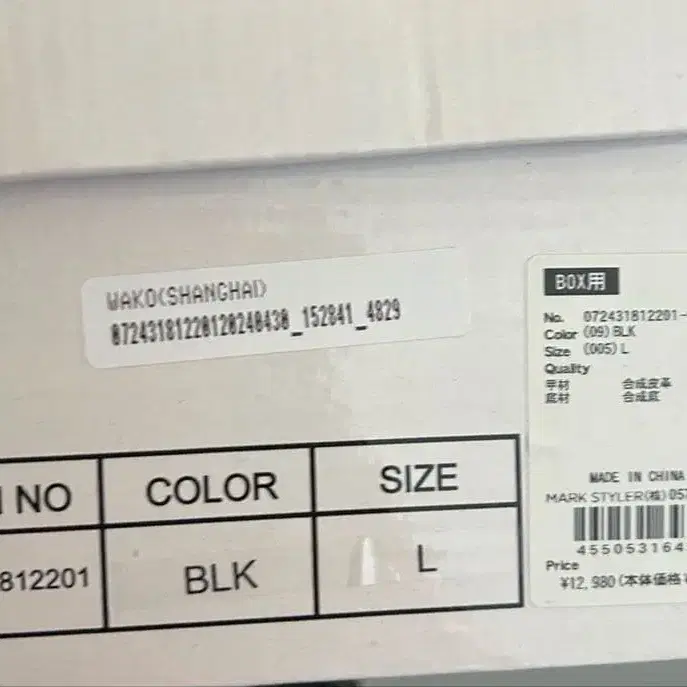 WAKO(SHANGHAI)
07243181220120240430_152841_4829
BOX用
No. 072431812201-
Color (09) BLK
Size (005) L
Quality
甲材 合成皮革
底材 合成底
MADE IN CHINA
MARK STYLER(株)
455053164
Price
¥12,980(本体価格
NO COLOR SIZE
812201 BLK L